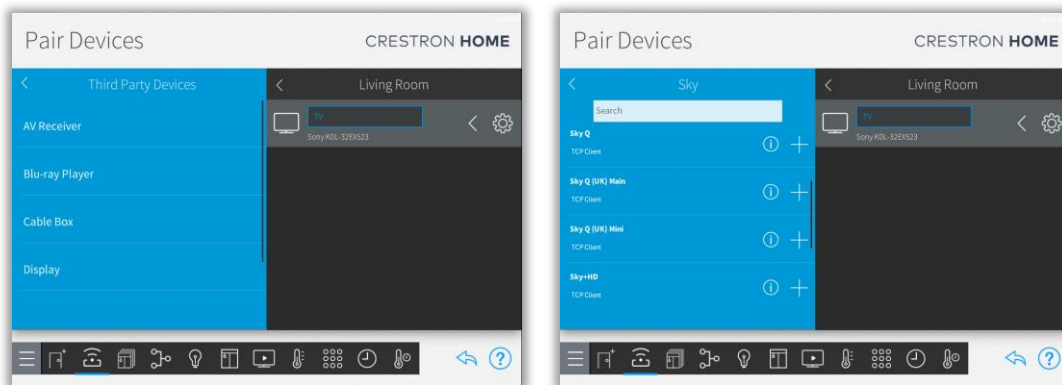 Pair Devices
CRESTRON HOME
Third Party Devices
Living Room
AV Receiver
Blu-ray Player
Cable Box
Display
TV
Sony KDL-32EX523
?
Pair Devices
CRESTRON HOME
Sky
Living Room
Search
Sky Q
TCP Client
i
Sky Q (UK) Main
TCP Client
i
Sky Q (UK) Mini
TCP Client
i
Sky+HD
TCP Client
i
TV
Sony KDL-32EX523
?